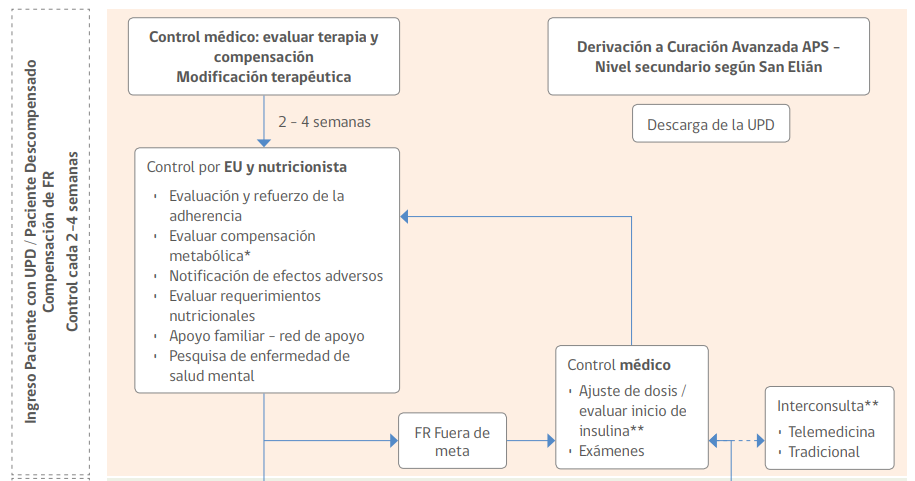 Ingreso Paciente con UPD / Paciente Descompensado
Compensación de FR
Control cada 2-4 semanas
Control médico: evaluar terapia y
compensación
Modificación terapéutica
Derivación a Curación Avanzada APS –
Nivel secundario según San Elián
Descarga de la UPD
2 – 4 semanas
Control por EU y nutricionista
Evaluación y refuerzo de la
adherencia
Evaluar compensación
metabólica*
Notificación de efectos adversos
Evaluar requerimientos
nutricionales
Apoyo familiar – red de apoyo
Pesquisa de enfermedad de
salud mental
FR Fuera de
meta
Control médico
Ajuste de dosis /
evaluar inicio de
insulina**
Exámenes
Interconsulta**
Telemedicina
Tradicional